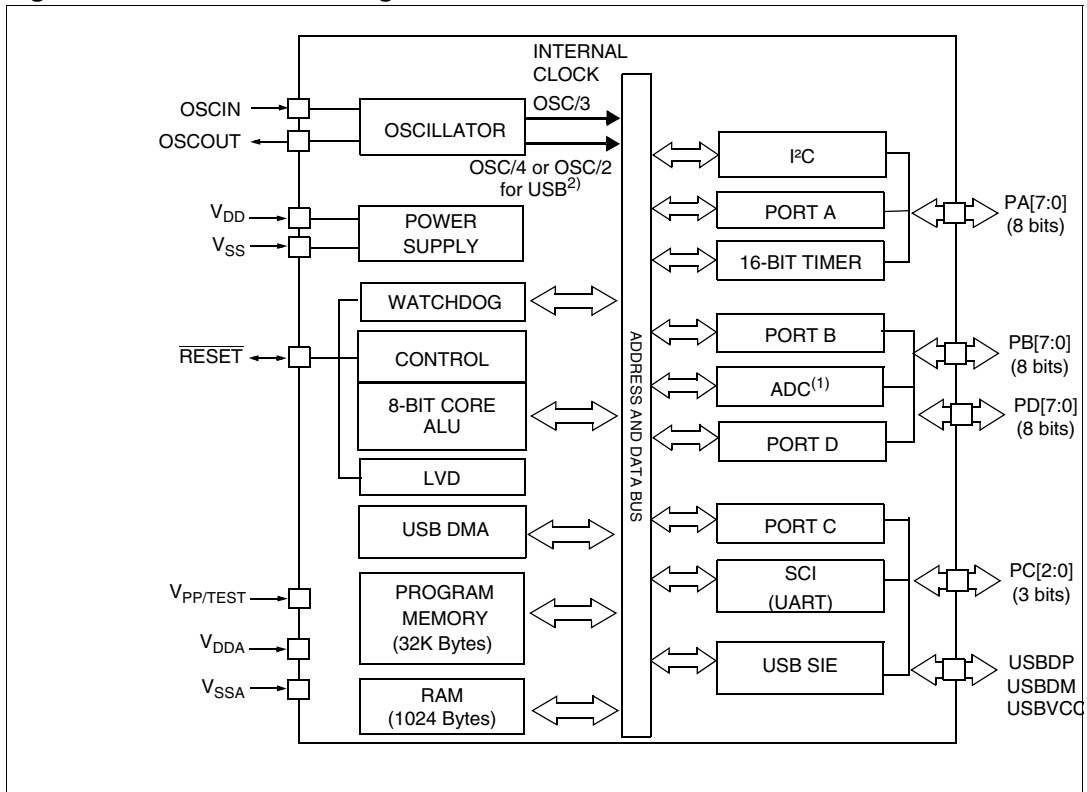 INTERNAL
CLOCK
OSCIN
OSCOUT
OSCILLATOR
OSC/3
OSC/4 or OSC/2
for USB2)
VDD
VSS
POWER
SUPPLY
WATCHDOG
RESET
CONTROL
8-BIT CORE
ALU
LVD
USB DMA
VPP/TEST
VDDA
VSSA
PROGRAM
MEMORY
(32K Bytes)
RAM
(1024 Bytes)
ADDRESS AND DATA BUS
I²C
PORT A
16-BIT TIMER
PA[7:0]
(8 bits)
PORT B
ADC(1)
PORT D
PB[7:0]
(8 bits)
PD[7:0]
(8 bits)
PORT C
SCI
(UART)
USB SIE
PC[2:0]
(3 bits)
USBDP
USBDM
USBVCC